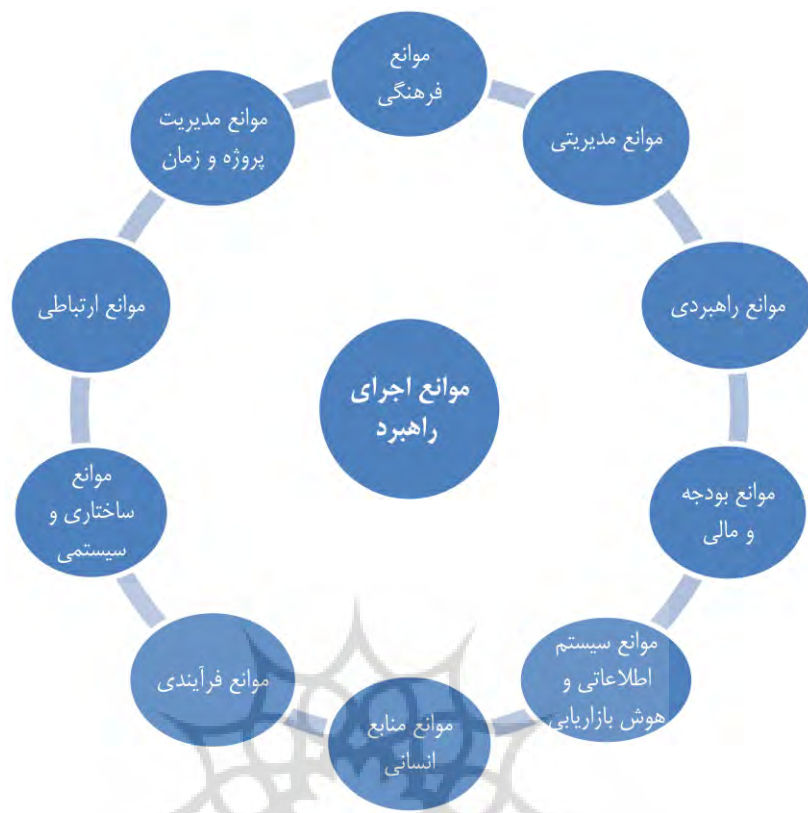 موانع
فرهنگی
موانع مدیریتی
موانع راهبردی
موانع بودجه
و مالی
موانع سیستم
اطلاعاتی و
هوش بازاریابی
موانع منابع
انسانی
موانع فرآیندی
موانع
ساختاری و
سیستمی
موانع ارتباطی
موانع مدیریت
پروژه و زمان
موانع اجرای
راهبرد